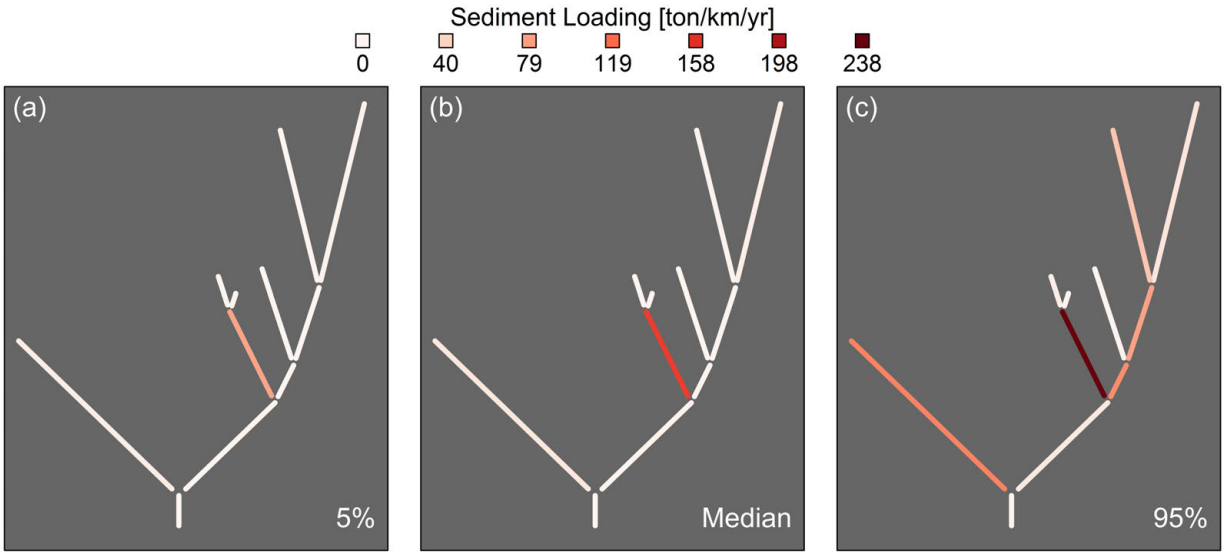 Sediment Loading [ton/km/yr]
0 40 79 119 158 198 238
(a) (b) (c)
5% Median 95%